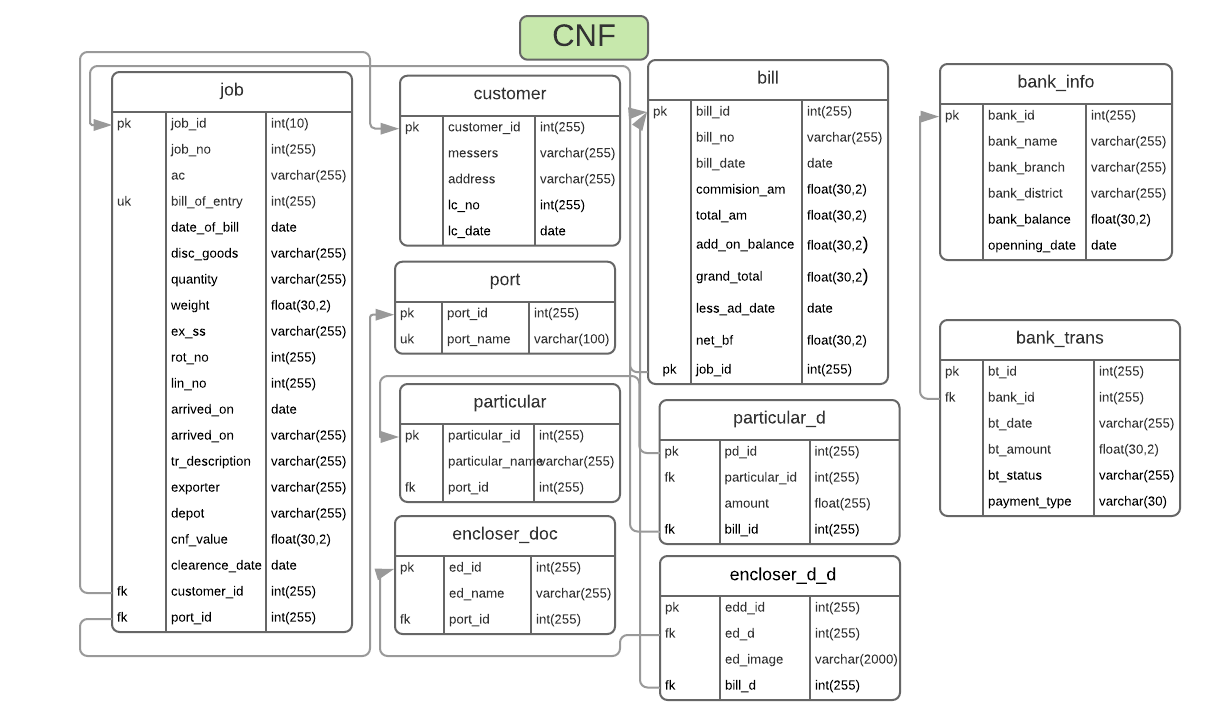 CNF
job
pk job_id int(10)
job_no int(255)
ac varchar(255)
uk bill_of_entry int(255)
date_of_bill date
disc_goods varchar(255)
quantity varchar(255)
weight float(30,2)
ex_ss varchar(255)
rot_no int(255)
lin_no int(255)
arrived_on date
arrived_on varchar(255)
tr_description varchar(255)
exporter varchar(255)
depot varchar(255)
cnf_value float(30,2)
clearence_date date
fk customer_id int(255)
fk port_id int(255)
customer
pk customer_id int(255)
messers varchar(255)
address varchar(255)
lc_no int(255)
lc_date date
port
pk port_id int(255)
uk port_name varchar(100)
particular
pk particular_id int(255)
particular_name varchar(255)
fk port_id int(255)
encloser_doc
pk ed_id int(255)
ed_name varchar(255)
fk port_id int(255)
bill
pk bill_id int(255)
bill_no varchar(255)
bill_date date
commision_am float(30,2)
total_am float(30,2)
add_on_balance float(30,2)
grand_total float(30,2)
less_ad_date date
net_bf float(30,2)
pk job_id int(255)
particular_d
pk pd_id int(255)
fk particular_id int(255)
amount float(255)
fk bill_id int(255)
encloser_d_d
pk edd_id int(255)
fk ed_d int(255)
ed_image varchar(2000)
fk bill_d int(255)
bank_info
pk bank_id int(255)
bank_name varchar(255)
bank_branch varchar(255)
bank_district varchar(255)
bank_balance float(30,2)
openning_date date
bank_trans
pk bt_id int(255)
fk bank_id int(255)
bt_date varchar(255)
bt_amount float(30,2)
bt_status varchar(255)
payment_type varchar(30)